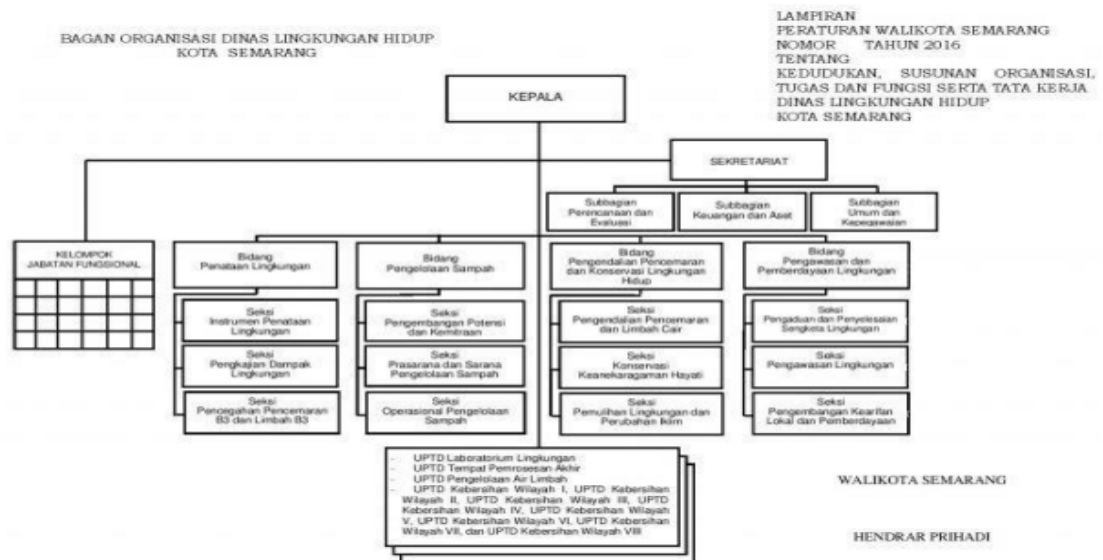 BAGAN ORGANISASI DINAS LINGKUNGAN HIDUP
KOTA SEMARANG
LAMPIRAN
PERATURAN WALIKOTA SEMARANG
NOMOR TAHUN 2016
TENTANG
KEDUDUKAN, SUSUNAN ORGANISASI,
TUGAS DAN FUNGSI SERTA TATA KERJA
DINAS LINGKUNGAN HIDUP
KOTA SEMARANG
KEPALA
SEKRETARIAT
Subbagian
Perencanaan dan
Evaluasi
Subbagian
Keuangan dan Aset
Subbagian
Umum dan
Kepegawaian
KELOMPOK
JABATAN FUNGSIONAL
Bidang
Penataan Lingkungan
Seksi
Instrumen Penataan
Lingkungan
Seksi
Pengkajian Dampak
Lingkungan
Seksi
Pencegahan Pencemaran
B3 dan Limbah B3
Bidang
Pengelolaan Sampah
Seksi
Pengembangan Potensi
dan Kemitraan
Seksi
Prasarana dan Sarana
Pengelolaan Sampah
Seksi
Operasional Pengelolaan
Sampah
Bidang
Pengendalian Pencemaran
dan Konservasi Lingkungan
Hidup
Seksi
Pengendalian Pencemaran
dan Limbah Cair
Seksi
Konservasi
Keanekaragaman Hayati
Seksi
Pemulihan Lingkungan dan
Perubahan Iklim
Bidang
Pengawasan dan
Pemberdayaan Lingkungan
Seksi
Pengaduan dan Penyelesaian
Sengketa Lingkungan
Seksi
Pengawasan Lingkungan
Seksi
Pengembangan Kearifan
Lokal dan Pemberdayaan
- UPTD Laboratorium Lingkungan
- UPTD Tempat Pemrosesan Akhir
- UPTD Pengelolaan Air Limbah
- UPTD Kebersihan Wilayah I, UPTD Kebersihan
Wilayah II, UPTD Kebersihan Wilayah III, UPTD
Kebersihan Wilayah IV, UPTD Kebersihan Wilayah
V, UPTD Kebersihan Wilayah VI, UPTD Kebersihan
Wilayah VII, dan UPTD Kebersihan Wilayah VIII
WALIKOTA SEMARANG
HENDRAR PRIHADI